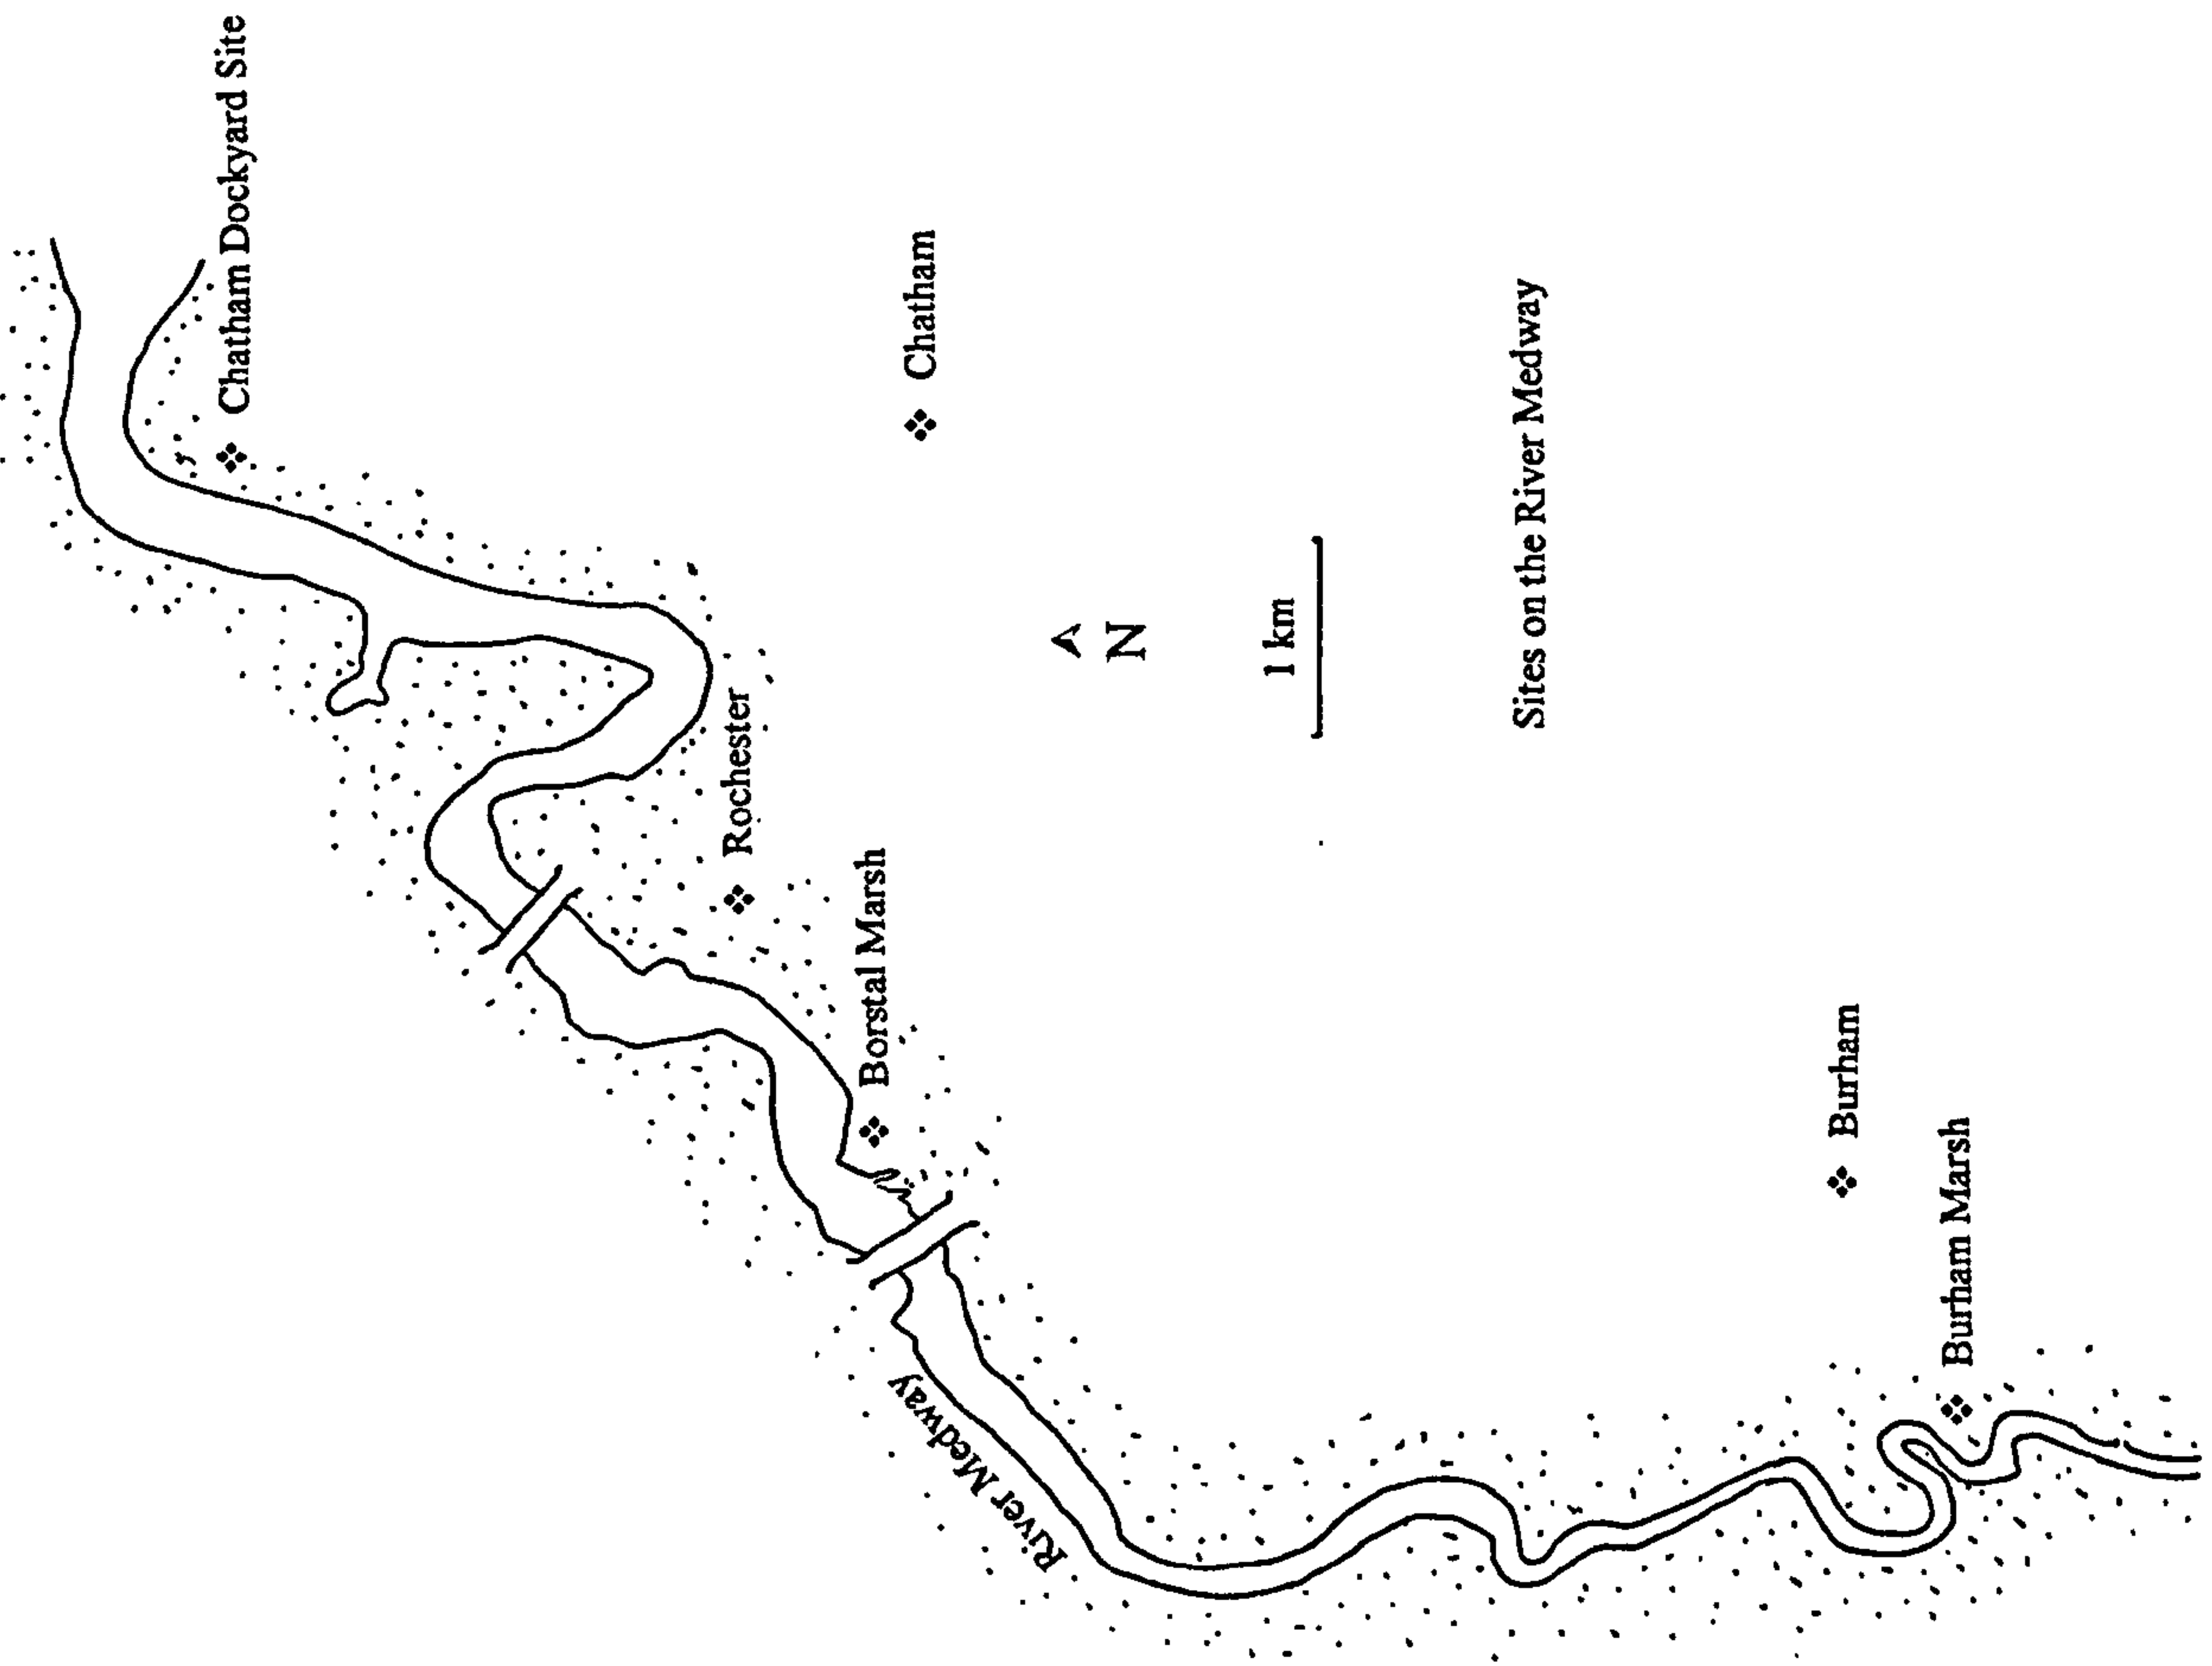 Chatham Dockyard Site
Chatham
Rochester
Borstal Marsh
River Medway
Burham
Burham Marsh
N
1 km
Sites on the River Medway